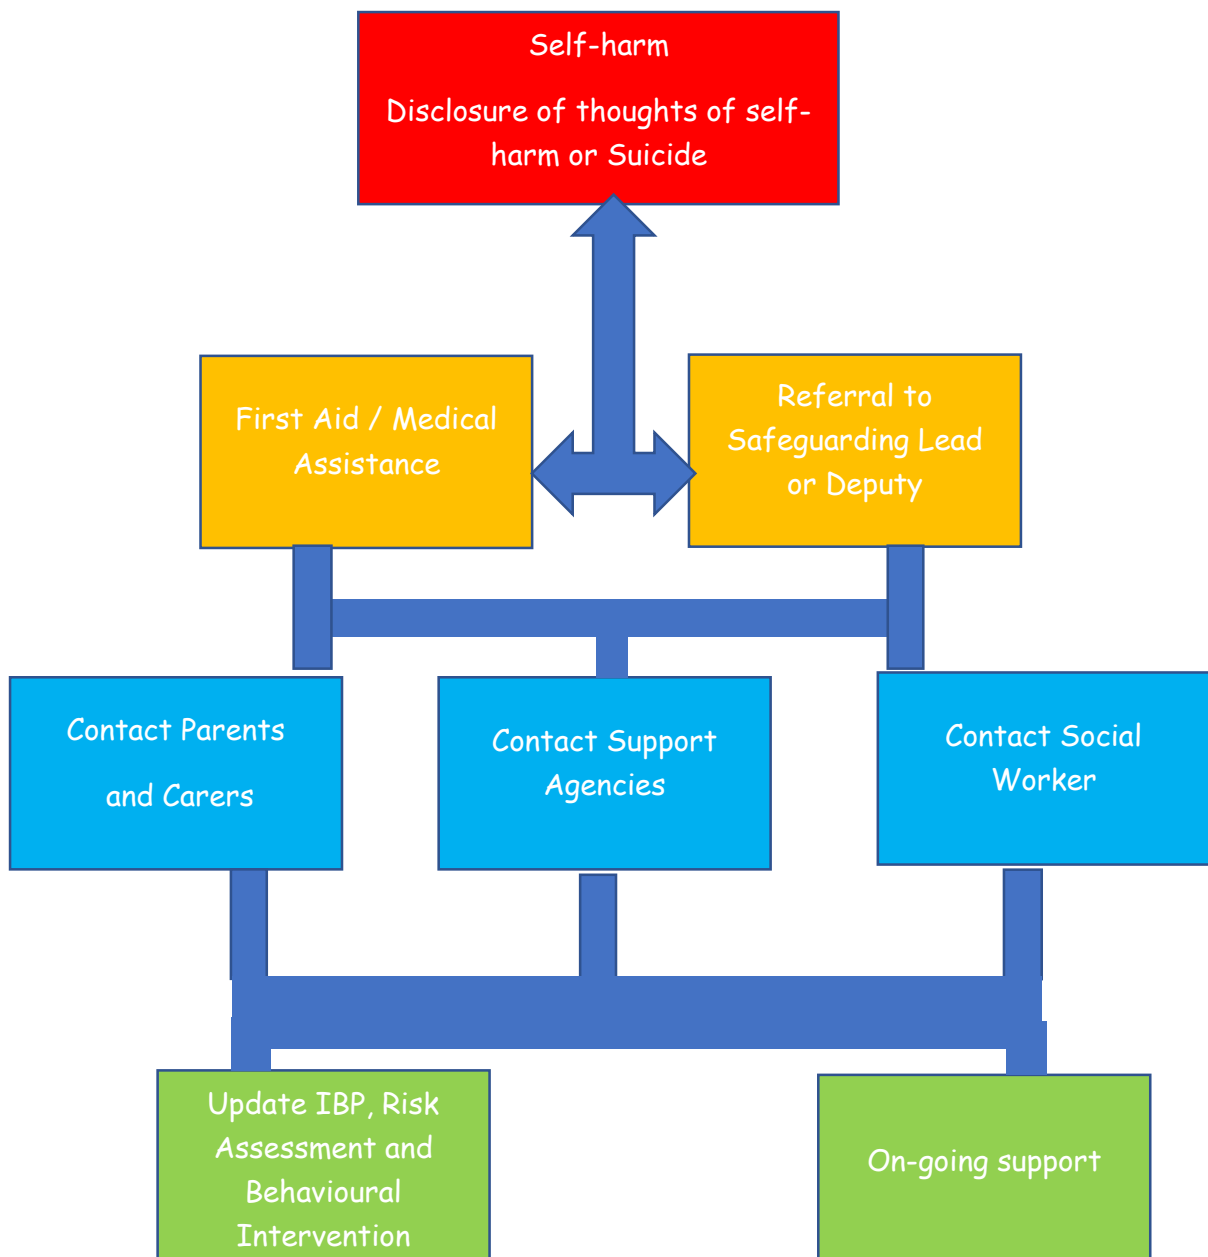 Self-harm
Disclosure of thoughts of self-
harm or Suicide
First Aid / Medical
Assistance
Referral to
Safeguarding Lead
or Deputy
Contact Parents
and Carers
Contact Support
Agencies
Contact Social
Worker
Update IBP, Risk
Assessment and
Behavioural
Intervention
On-going support